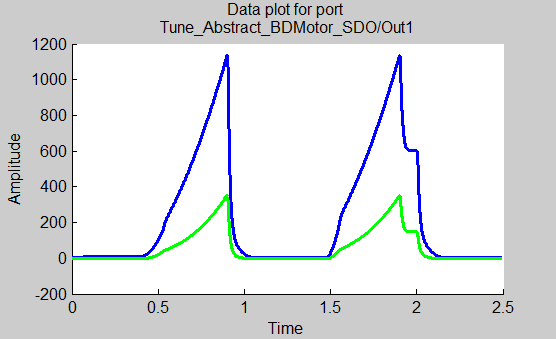 Data plot for port
Tune_Abstract_BDMotor_SDO/Out1
1200
1000
800
600
400
200
0
-200
Amplitude
0 0.5 1 1.5 2 2.5
Time